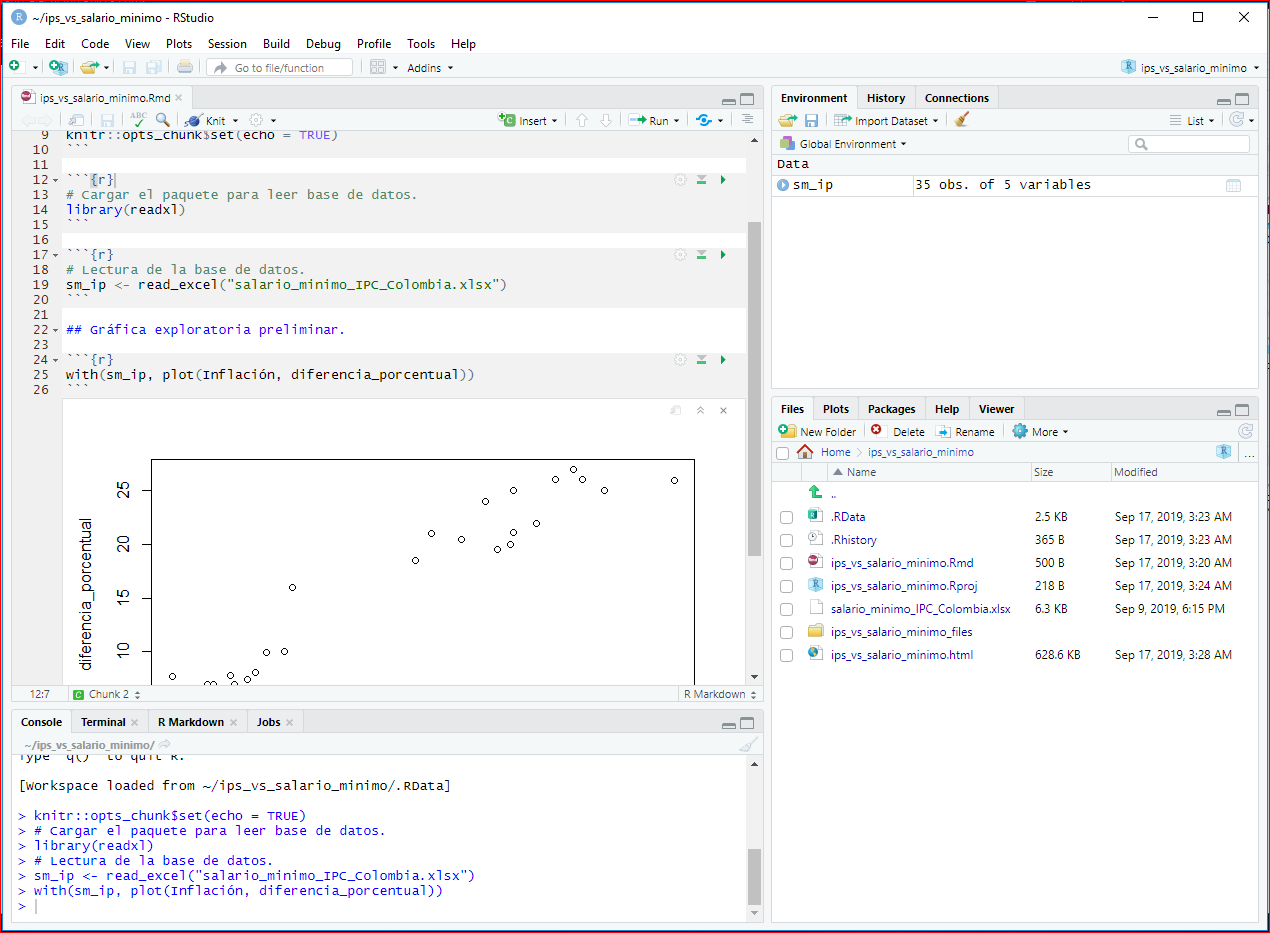 ~/ips_vs_salario_minimo - RStudio
File Edit Code View Plots Session Build Debug Profile Tools Help
Go to file/function Addins ips_vs_salario_minimo
ips_vs_salario_minimo.Rmd
ABC Knit Insert Run
9 knitr::opts_chunk$set(echo = TRUE)
10 ```
11
12 ```{r}
13 # Cargar el paquete para leer base de datos.
14 library(readxl)
15 ```
16
17 ```{r}
18 # Lectura de la base de datos.
19 sm_ip <- read_excel("salario_minimo_IPC_Colombia.xlsx")
20 ```
21
22 ## Gráfica exploratoria preliminar.
23
24 ```{r}
25 with(sm_ip, plot(Inflación, diferencia_porcentual))
26 ```
diferencia_porcentual
25
20
15
10
12:7 Chunk 2 R Markdown
Console Terminal R Markdown Jobs
~/ips_vs_salario_minimo/
Type 'q()' to quit R.
[Workspace loaded from ~/ips_vs_salario_minimo/.RData]
> knitr::opts_chunk$set(echo = TRUE)
> # Cargar el paquete para leer base de datos.
> library(readxl)
> # Lectura de la base de datos.
> sm_ip <- read_excel("salario_minimo_IPC_Colombia.xlsx")
> with(sm_ip, plot(Inflación, diferencia_porcentual))
>
Environment History Connections
Import Dataset List
Global Environment
Data
sm_ip 35 obs. of 5 variables
Files Plots Packages Help Viewer
New Folder Delete Rename More
Home ips_vs_salario_minimo ...
Name Size Modified
..
.RData 2.5 KB Sep 17, 2019, 3:23 AM
.Rhistory 365 B Sep 17, 2019, 3:23 AM
ips_vs_salario_minimo.Rmd 500 B Sep 17, 2019, 3:20 AM
ips_vs_salario_minimo.Rproj 218 B Sep 17, 2019, 3:24 AM
salario_minimo_IPC_Colombia.xlsx 6.3 KB Sep 9, 2019, 6:15 PM
ips_vs_salario_minimo_files
ips_vs_salario_minimo.html 628.6 KB Sep 17, 2019, 3:28 AM